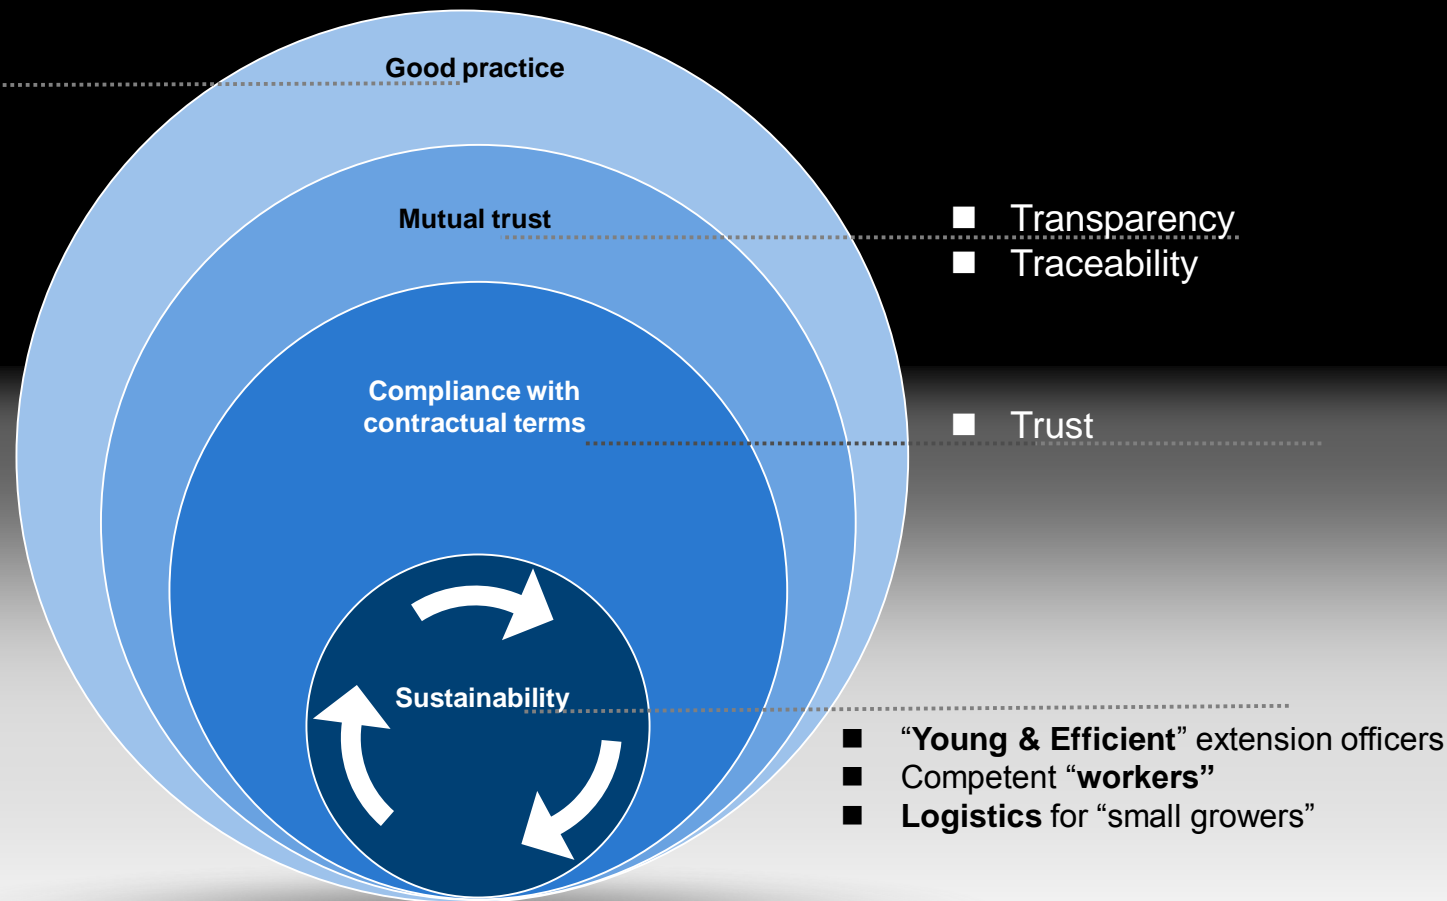 Good practice
Mutual trust
■ Transparency
■ Traceability
Compliance with
contractual terms
■ Trust
Sustainability
■ “Young & Efficient” extension officers
■ Competent “workers”
■ Logistics for “small growers”